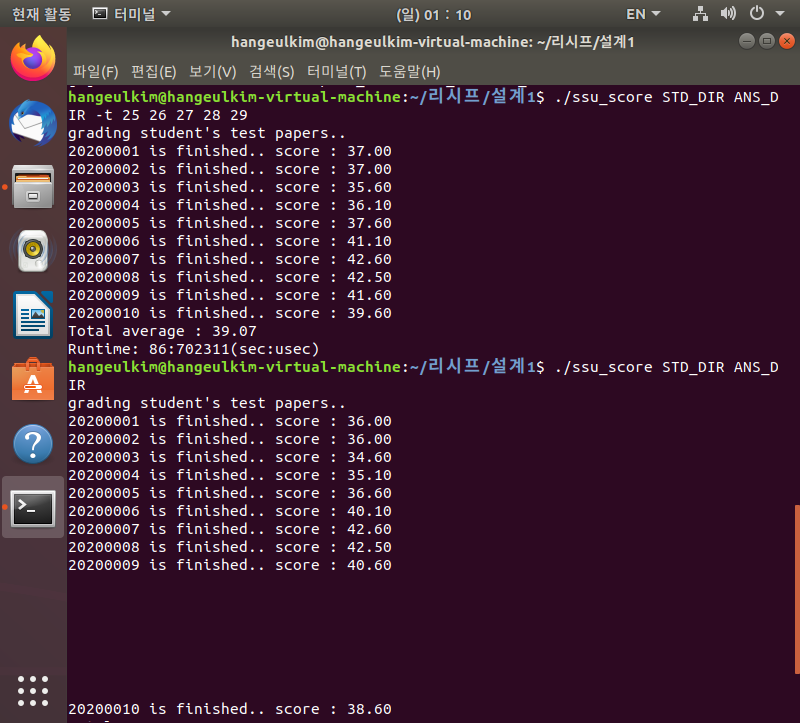 현재 활동 터미널 (일) 01 : 10 EN
hangeulkim@hangeulkim-virtual-machine: ~/리시프/설계1
파일(F) 편집(E) 보기(V) 검색(S) 터미널(T) 도움말(H)
hangeulkim@hangeulkim-virtual-machine:~/리시프/설계1$ ./ssu_score STD_DIR ANS_D
IR -t 25 26 27 28 29
grading student's test papers..
20200001 is finished.. score : 37.00
20200002 is finished.. score : 37.00
20200003 is finished.. score : 35.60
20200004 is finished.. score : 36.10
20200005 is finished.. score : 37.60
20200006 is finished.. score : 41.10
20200007 is finished.. score : 42.60
20200008 is finished.. score : 42.50
20200009 is finished.. score : 41.60
20200010 is finished.. score : 39.60
Total average : 39.07
Runtime: 86:702311(sec:usec)
hangeulkim@hangeulkim-virtual-machine:~/리시프/설계1$ ./ssu_score STD_DIR ANS_D
IR
grading student's test papers..
20200001 is finished.. score : 36.00
20200002 is finished.. score : 36.00
20200003 is finished.. score : 34.60
20200004 is finished.. score : 35.10
20200005 is finished.. score : 36.60
20200006 is finished.. score : 40.10
20200007 is finished.. score : 42.60
20200008 is finished.. score : 42.50
20200009 is finished.. score : 40.60
20200010 is finished.. score : 38.60